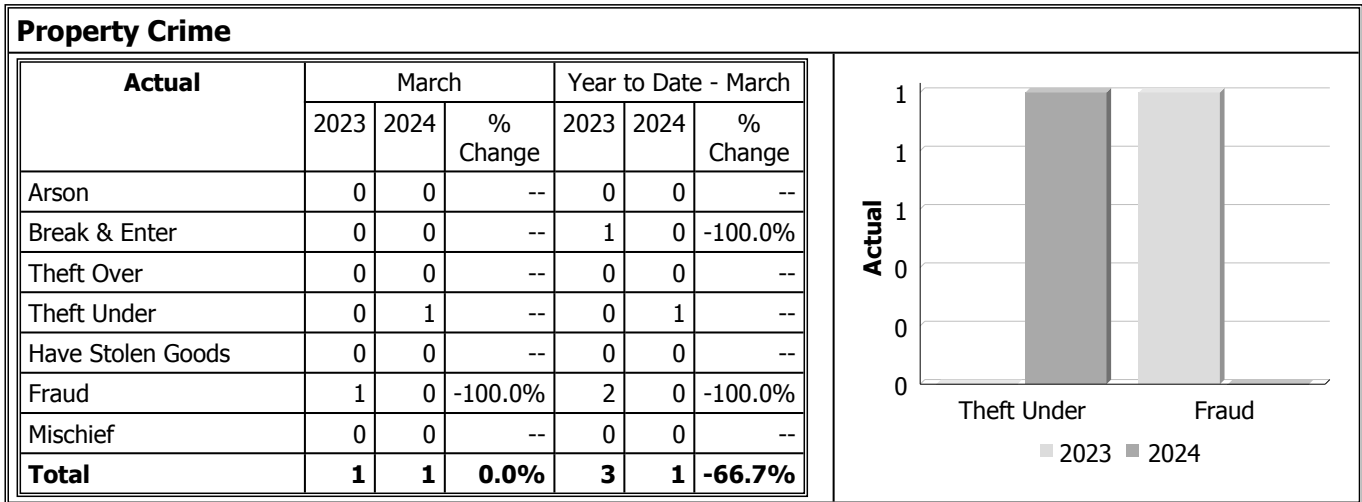 Property Crime
Actual March Year to Date - March
2023 2024 % Change 2023 2024 % Change
Arson 0 0 -- 0 0 --
Break & Enter 0 0 -- 1 0 -100.0%
Theft Over 0 0 -- 0 0 --
Theft Under 0 1 -- 0 1 --
Have Stolen Goods 0 0 -- 0 0 --
Fraud 1 0 -100.0% 2 0 -100.0%
Mischief 0 0 -- 0 0 --
Total 1 1 0.0% 3 1 -66.7%
Actual
1
1
1
0
0
0
Theft Under Fraud
2023 2024